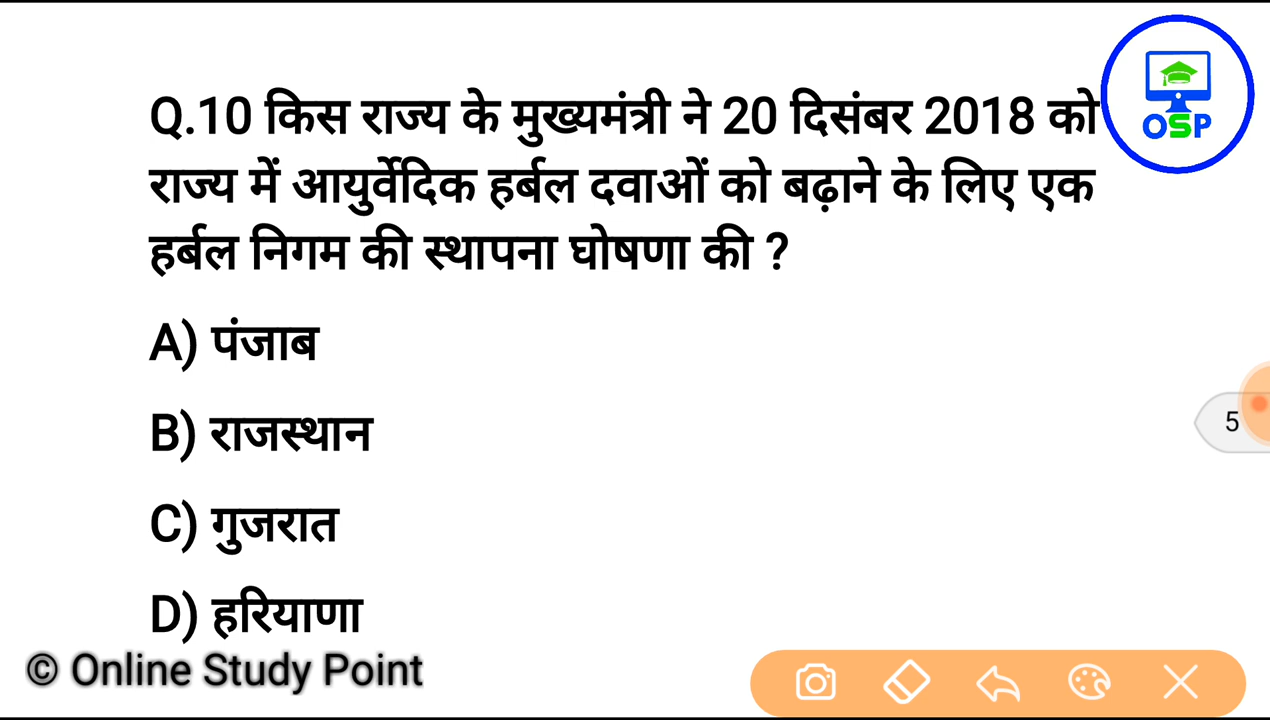 Q.10 किस राज्य के मुख्यमंत्री ने 20 दिसंबर 2018 को
राज्य में आयुर्वेदिक हर्बल दवाओं को बढ़ाने के लिए एक
हर्बल निगम की स्थापना घोषणा की ?
OSP
A) पंजाब
B) राजस्थान
5
C) गुजरात
D) हरियाणा
© Online Study Point